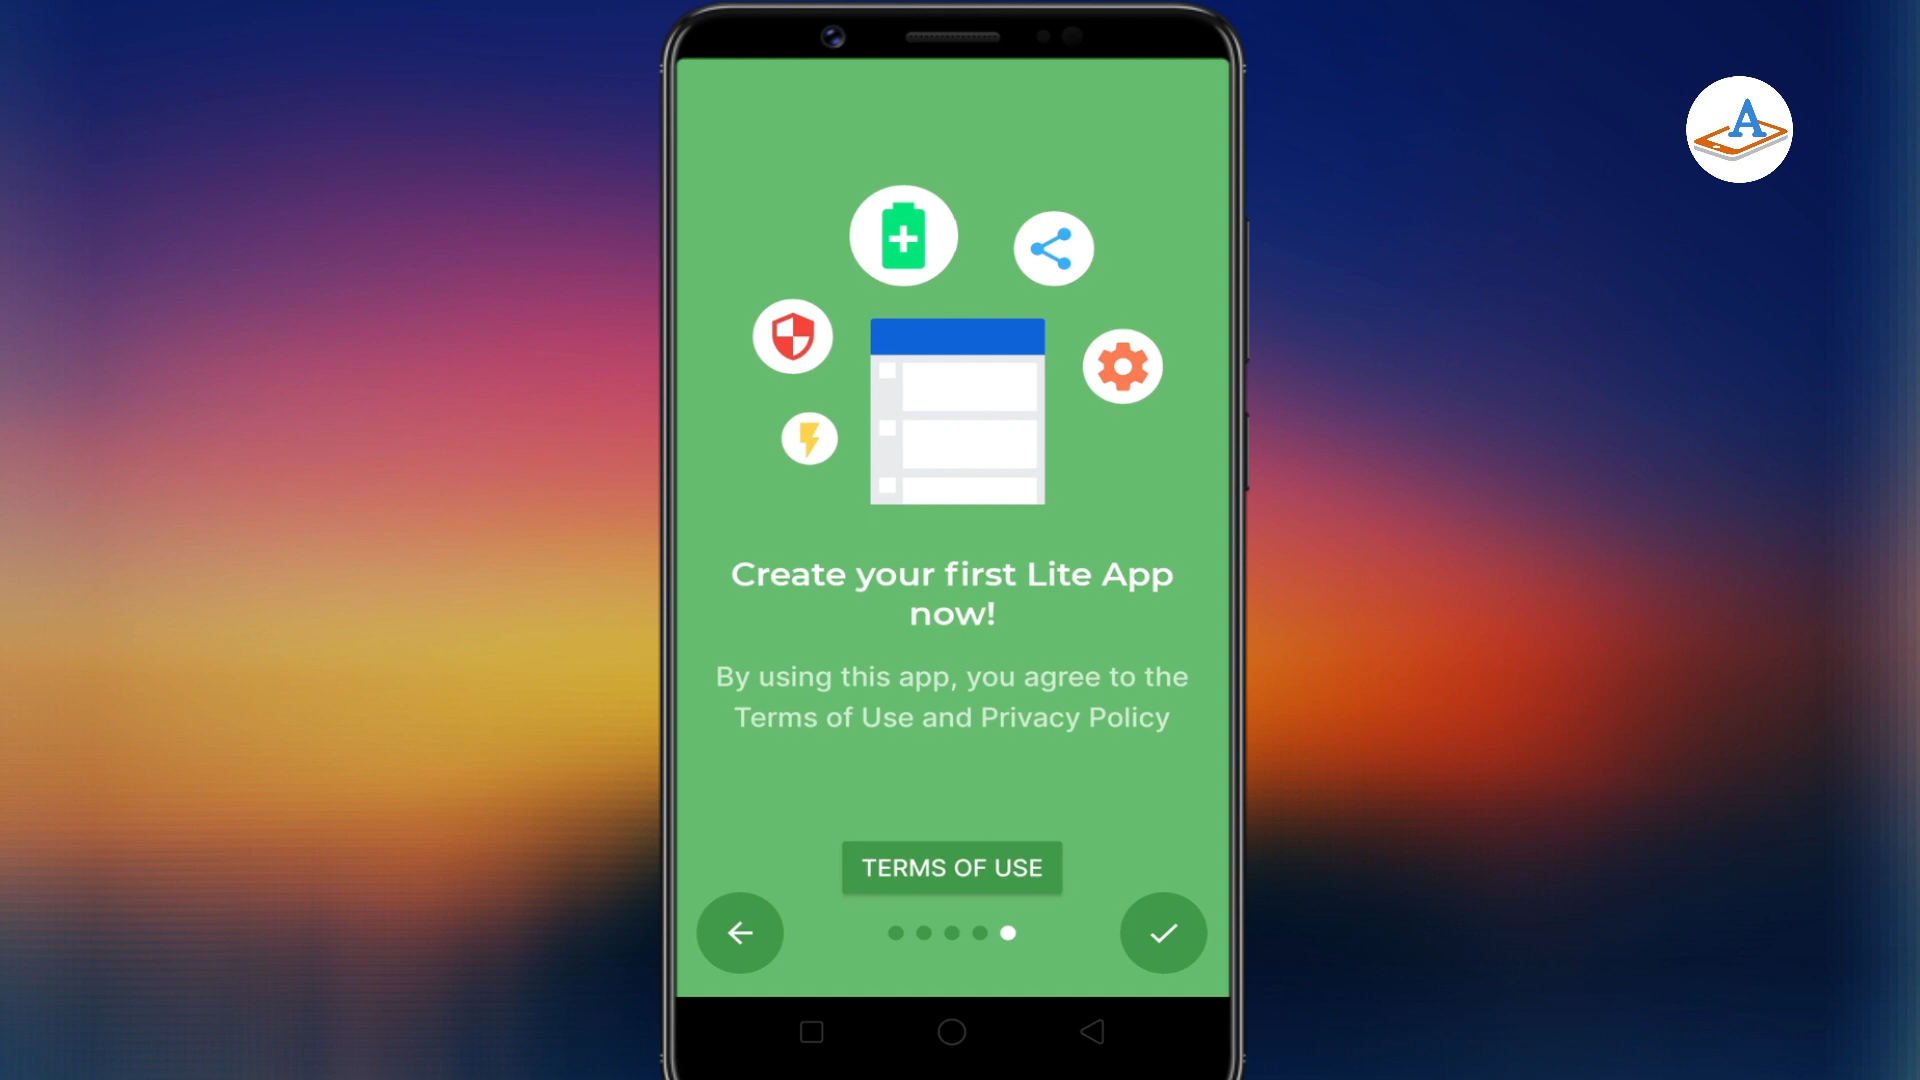 A
Create your first Lite App
now!
By using this app, you agree to the
Terms of Use and Privacy Policy
TERMS OF USE